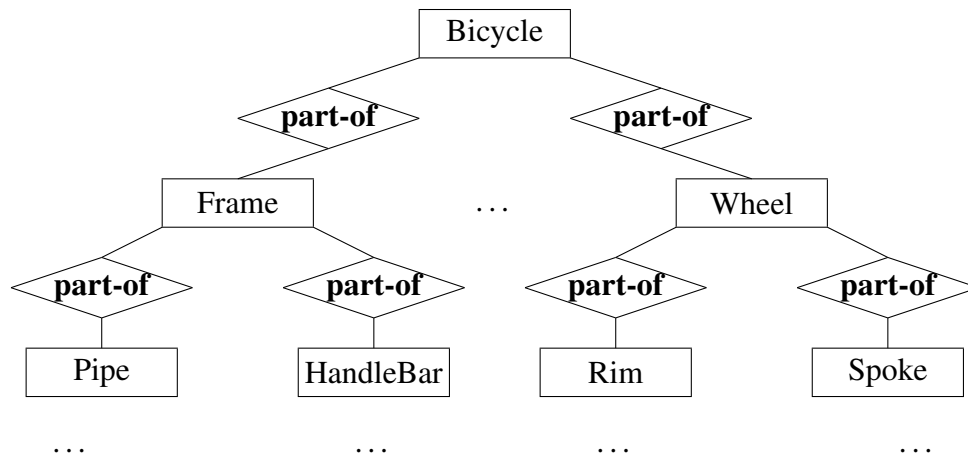 Bicycle
part-of part-of
Frame ... Wheel
part-of part-of part-of part-of
Pipe HandleBar Rim Spoke
... ... ... ...